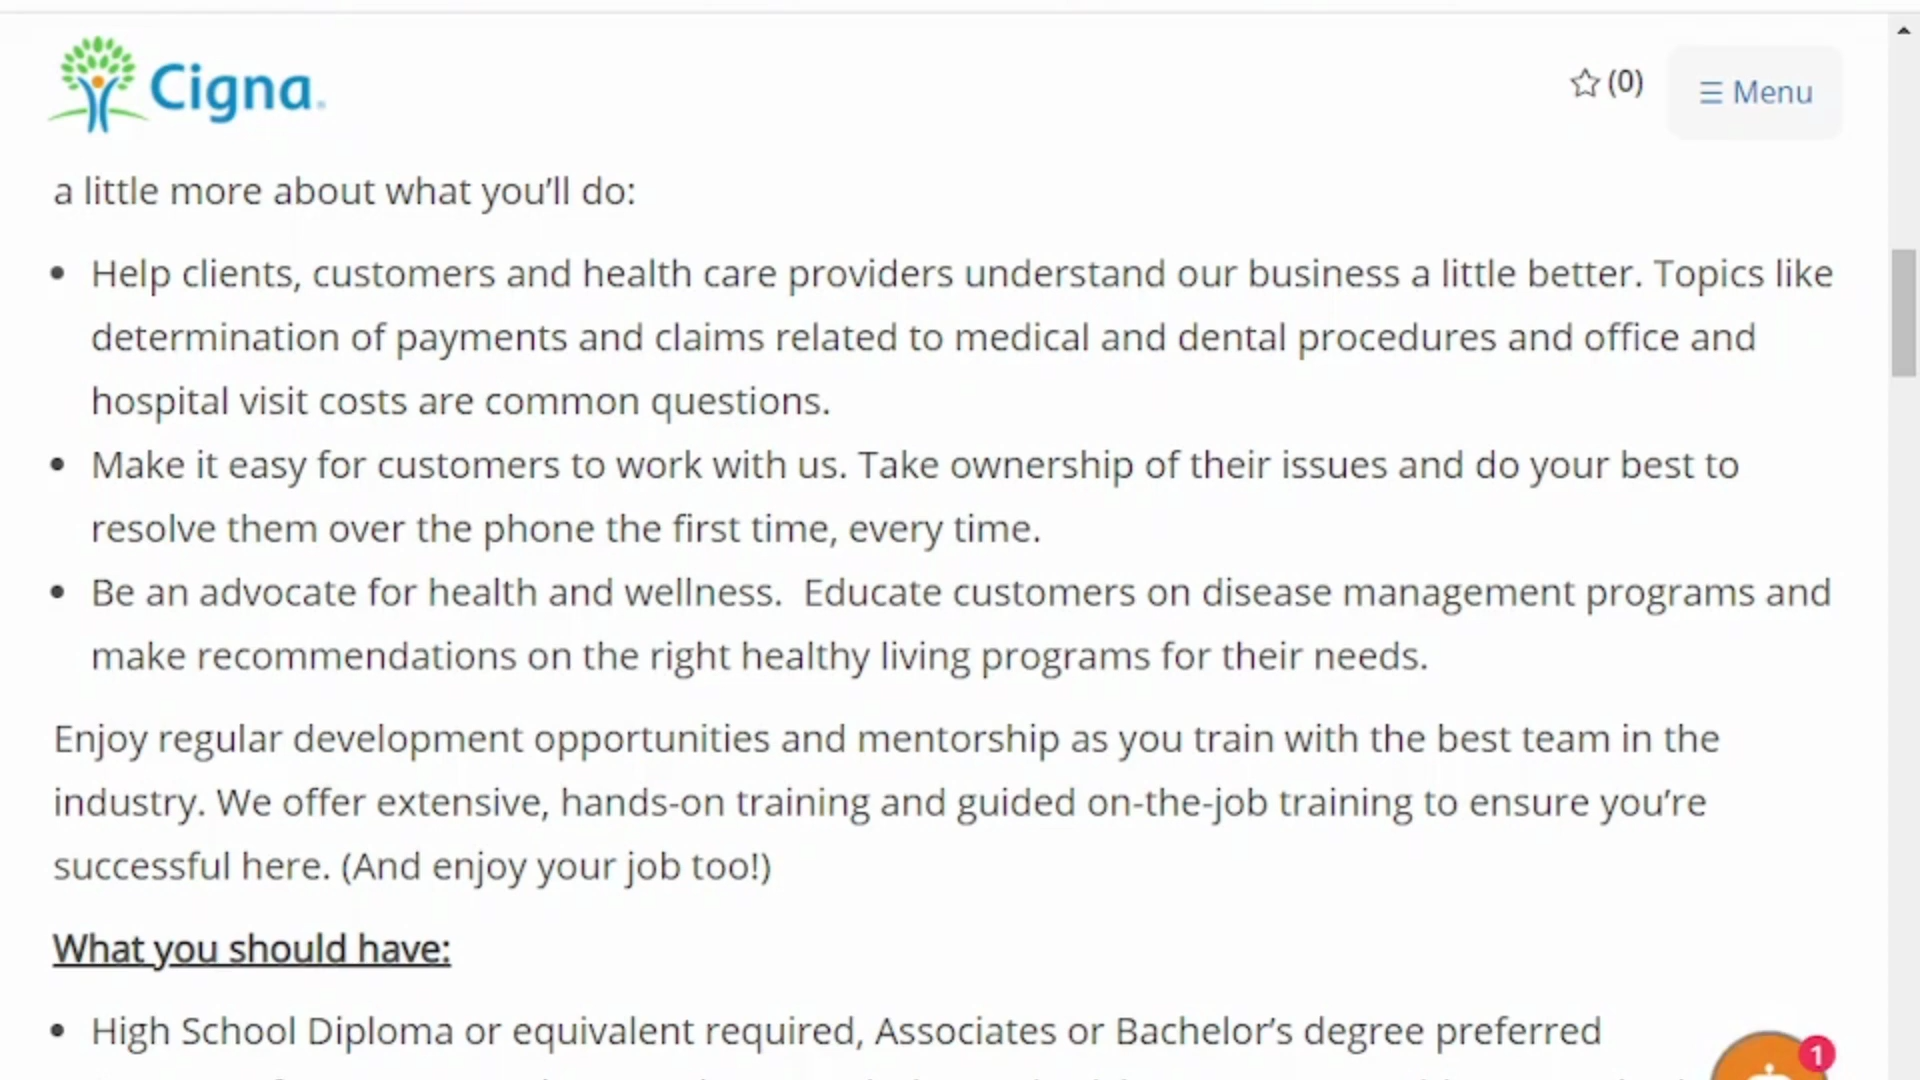 Cigna
(0)
Menu
a little more about what you’ll do:
• Help clients, customers and health care providers understand our business a little better. Topics like
determination of payments and claims related to medical and dental procedures and office and
hospital visit costs are common questions.
• Make it easy for customers to work with us. Take ownership of their issues and do your best to
resolve them over the phone the first time, every time.
• Be an advocate for health and wellness.  Educate customers on disease management programs and
make recommendations on the right healthy living programs for their needs.
Enjoy regular development opportunities and mentorship as you train with the best team in the
industry. We offer extensive, hands-on training and guided on-the-job training to ensure you’re
successful here. (And enjoy your job too!)
What you should have:
• High School Diploma or equivalent required, Associates or Bachelor’s degree preferred
1